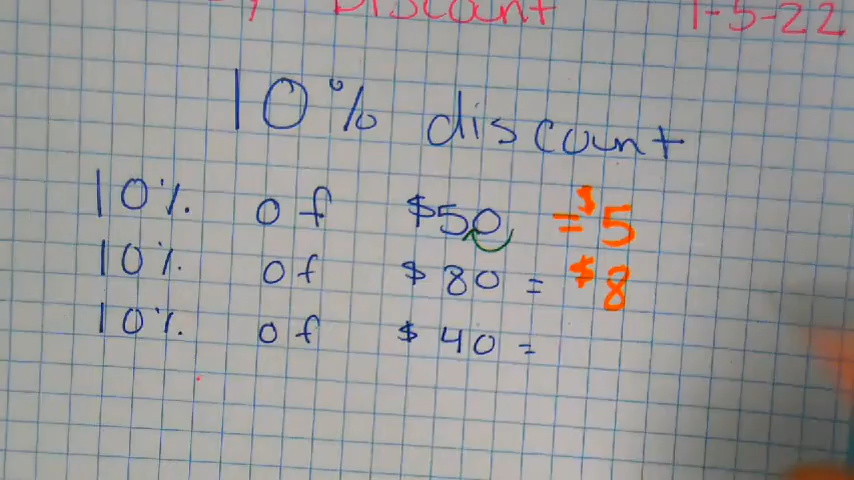 Discount 1-5-22
10% discount
10% of $50 = $5
10% of $80 = $8
10% of $40 =